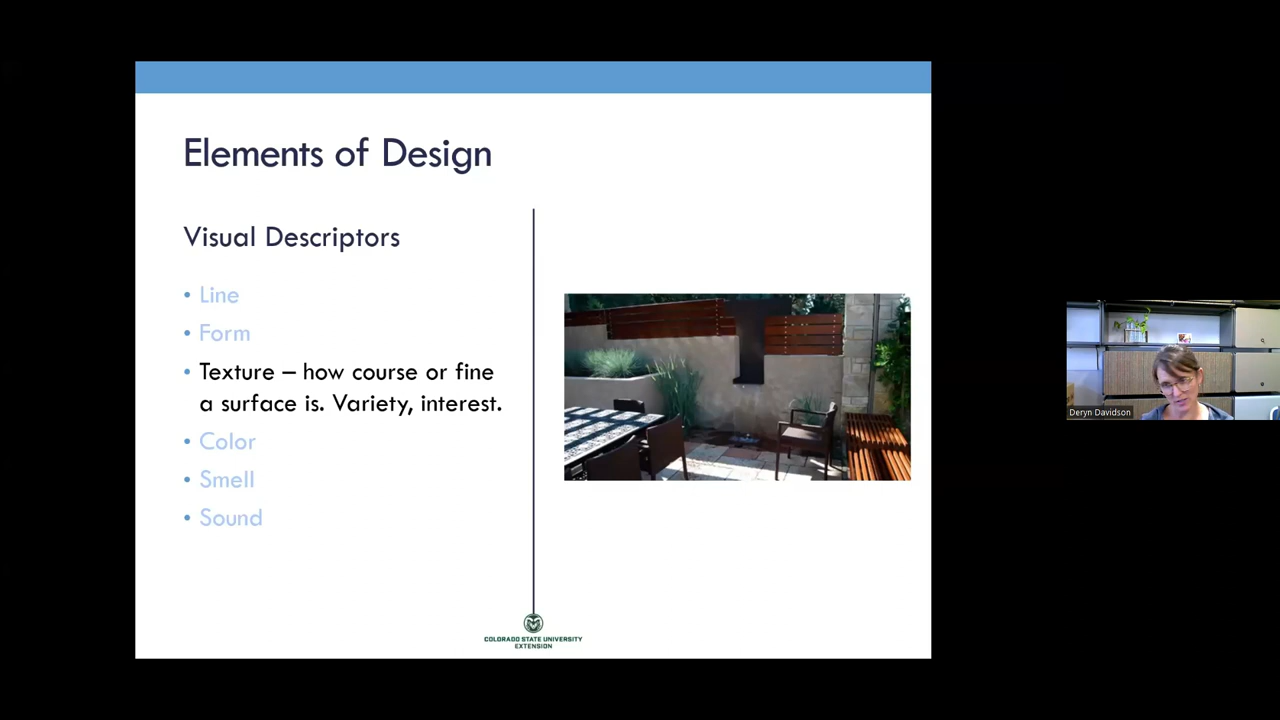 Elements of Design
Visual Descriptors
• Line
• Form
• Texture – how course or fine
a surface is. Variety, interest.
• Color
• Smell
• Sound
COLORADO STATE UNIVERSITY
EXTENSION
Deryn Davidson